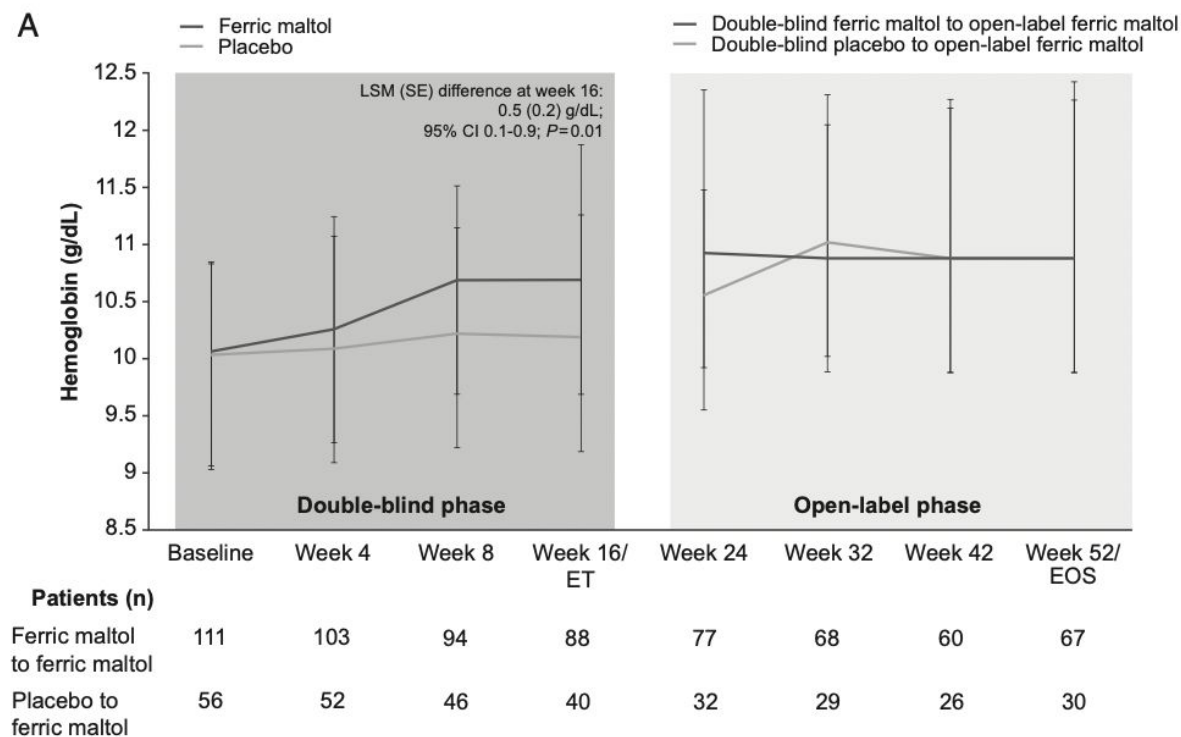 A
Ferric maltol
Placebo
Double-blind ferric maltol to open-label ferric maltol
Double-blind placebo to open-label ferric maltol
LSM (SE) difference at week 16:
0.5 (0.2) g/dL;
95% CI 0.1-0.9; P=0.01
Hemoglobin (g/dL)
12.5
12
11.5
11
10.5
10
9.5
9
8.5
Double-blind phase
Open-label phase
Baseline Week 4 Week 8 Week 16/ Week 24 Week 32 Week 42 Week 52/
ET EOS
Patients (n)
Ferric maltol 111 103 94 88 77 68 60 67
to ferric maltol
Placebo to 56 52 46 40 32 29 26 30
ferric maltol